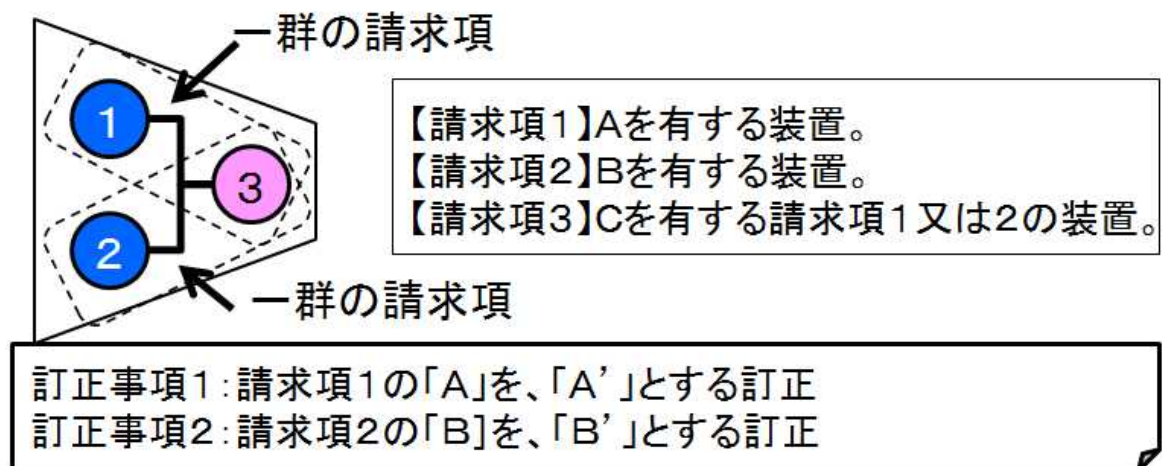 一群の請求項
1
2
3
【請求項1】Aを有する装置。
【請求項2】Bを有する装置。
【請求項3】Cを有する請求項1又は2の装置。
一群の請求項
訂正事項1:請求項1の「A」を、「A’」とする訂正
訂正事項2:請求項2の「B]を、「B’」とする訂正